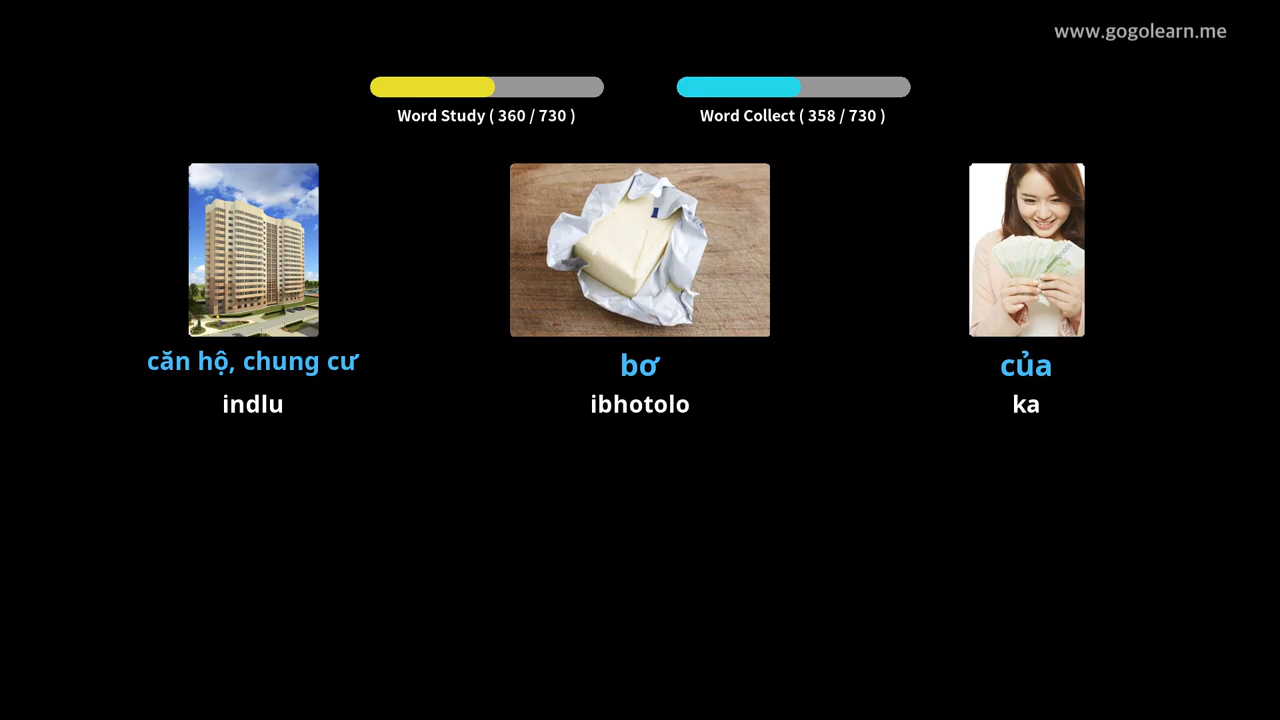 www.gogolearn.me
Word Study ( 360 / 730 )
Word Collect ( 358 / 730 )
căn hộ, chung cư
bơ
của
indlu
ibhotolo
ka